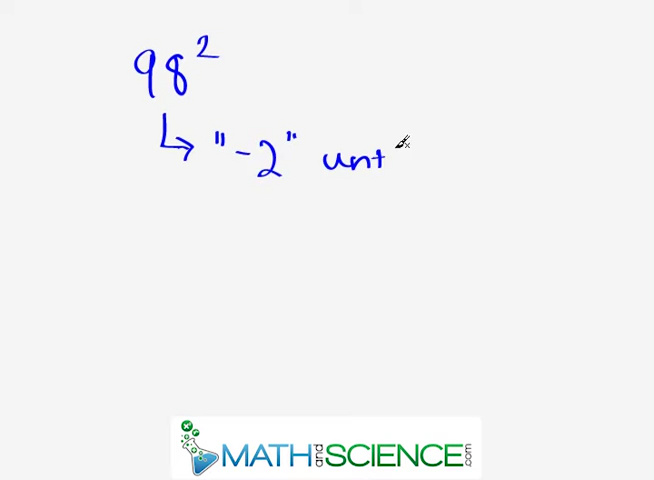 98²
↳ "-2" unt
MATH and SCIENCE .com